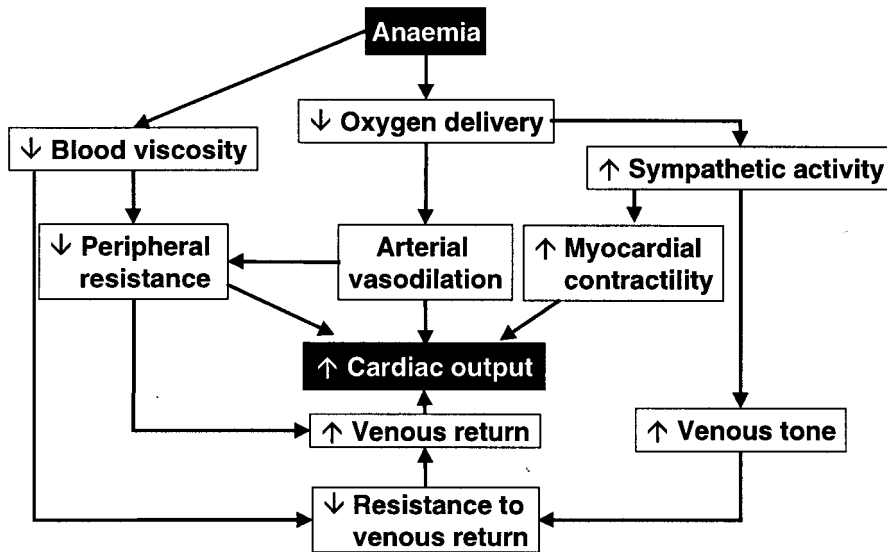 Anaemia
↓ Oxygen delivery
↓ Blood viscosity
↑ Sympathetic activity
↓ Peripheral
resistance
Arterial
vasodilation
↑ Myocardial
contractility
↑ Cardiac output
↑ Venous return
↑ Venous tone
↓ Resistance to
venous return